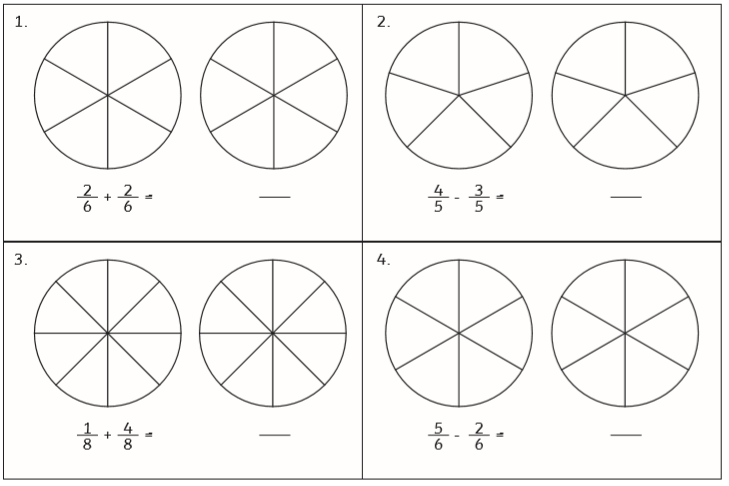 1.
2/6 + 2/6 =
2.
4/5 - 3/5 =
3.
1/8 + 4/8 =
4.
5/6 - 2/6 =